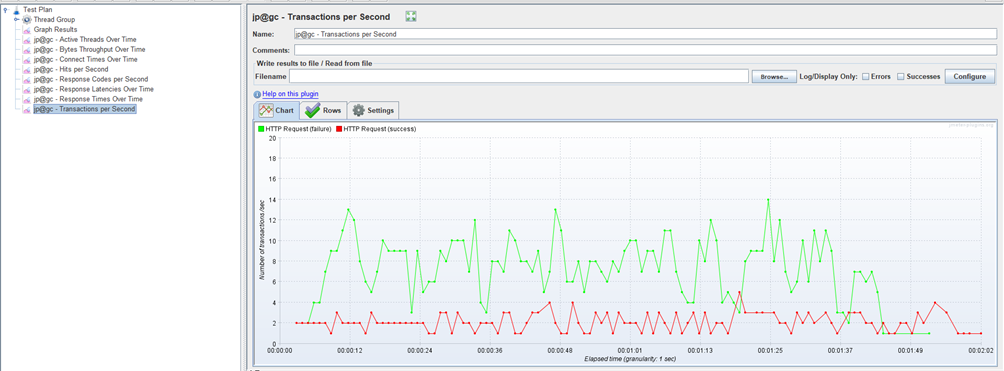 Test Plan
Thread Group
Graph Results
jp@gc - Active Threads Over Time
jp@gc - Bytes Throughput Over Time
jp@gc - Connect Times Over Time
jp@gc - Hits per Second
jp@gc - Response Codes per Second
jp@gc - Response Latencies Over Time
jp@gc - Response Times Over Time
jp@gc - Transactions per Second
jp@gc - Transactions per Second
Name: jp@gc - Transactions per Second
Comments:
Write results to file / Read from file
Filename Browse... Log/Display Only: Errors Successes Configure
Help on this plugin
Chart Rows Settings
HTTP Request (failure) HTTP Request (success)
20
18
16
14
12
10
8
6
4
2
0
Number of transactions /sec
00:00:00 00:00:12 00:00:24 00:00:36 00:00:48 00:01:01 00:01:13 00:01:25 00:01:37 00:01:49 00:02:02
Elapsed time (granularity: 1 sec)